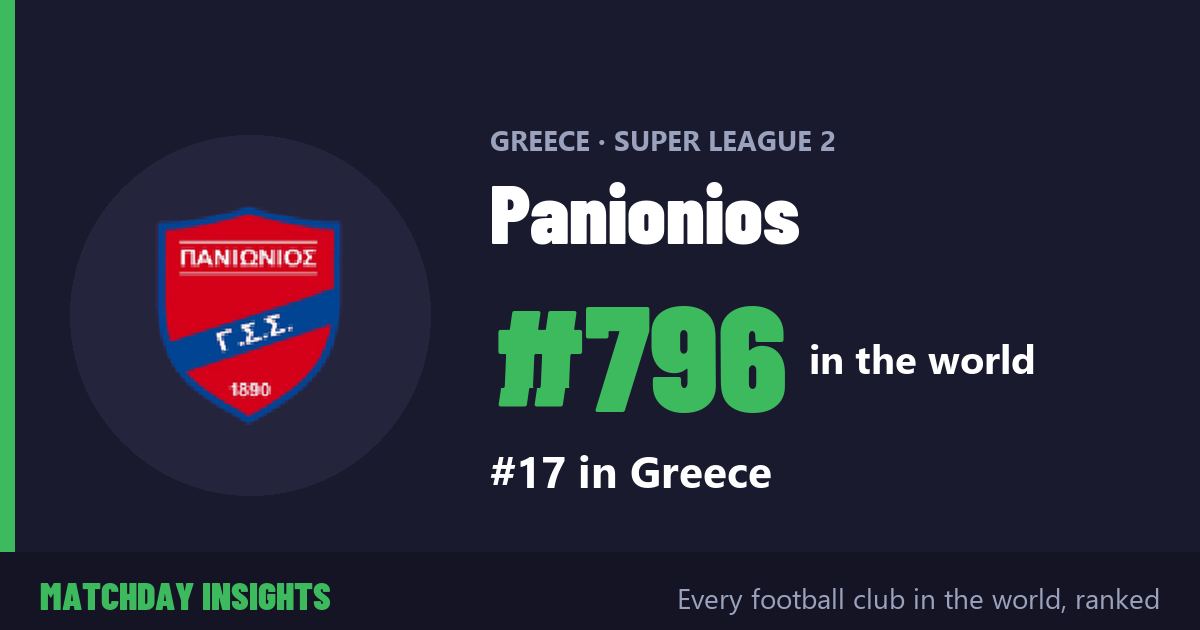 GREECE · SUPER LEAGUE 2
Panionios
ΠΑΝΙΩΝΙΟΣ
Γ.Σ.Σ.
1890
#796 in the world
#17 in Greece
MATCHDAY INSIGHTS
Every football club in the world, ranked